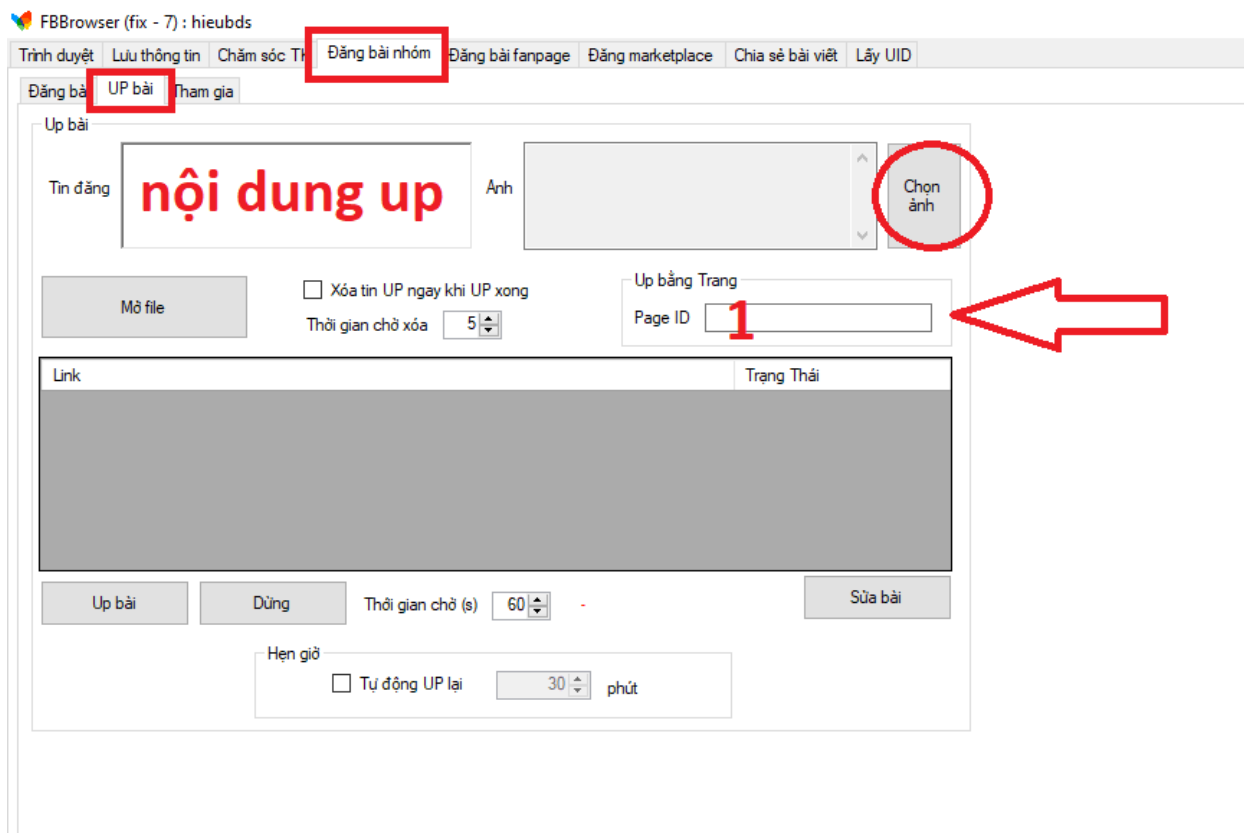 FBBrowser (fix - 7) : hieubds
Trình duyệt Lưu thông tin Chăm sóc TK Đăng bài nhóm Đăng bài fanpage Đăng marketplace Chia sẻ bài viết Lấy UID
Đăng bài UP bài Tham gia
Up bài
Tin đăng nội dung up Ảnh Chọn ảnh
Mở file Xóa tin UP ngay khi UP xong Up bằng Trang
Thời gian chờ xóa 5 Page ID 1
Link Trạng Thái
Up bài Dừng Thời gian chờ (s) 60 - Sửa bài
Hẹn giờ
Tự động UP lại 30 phút